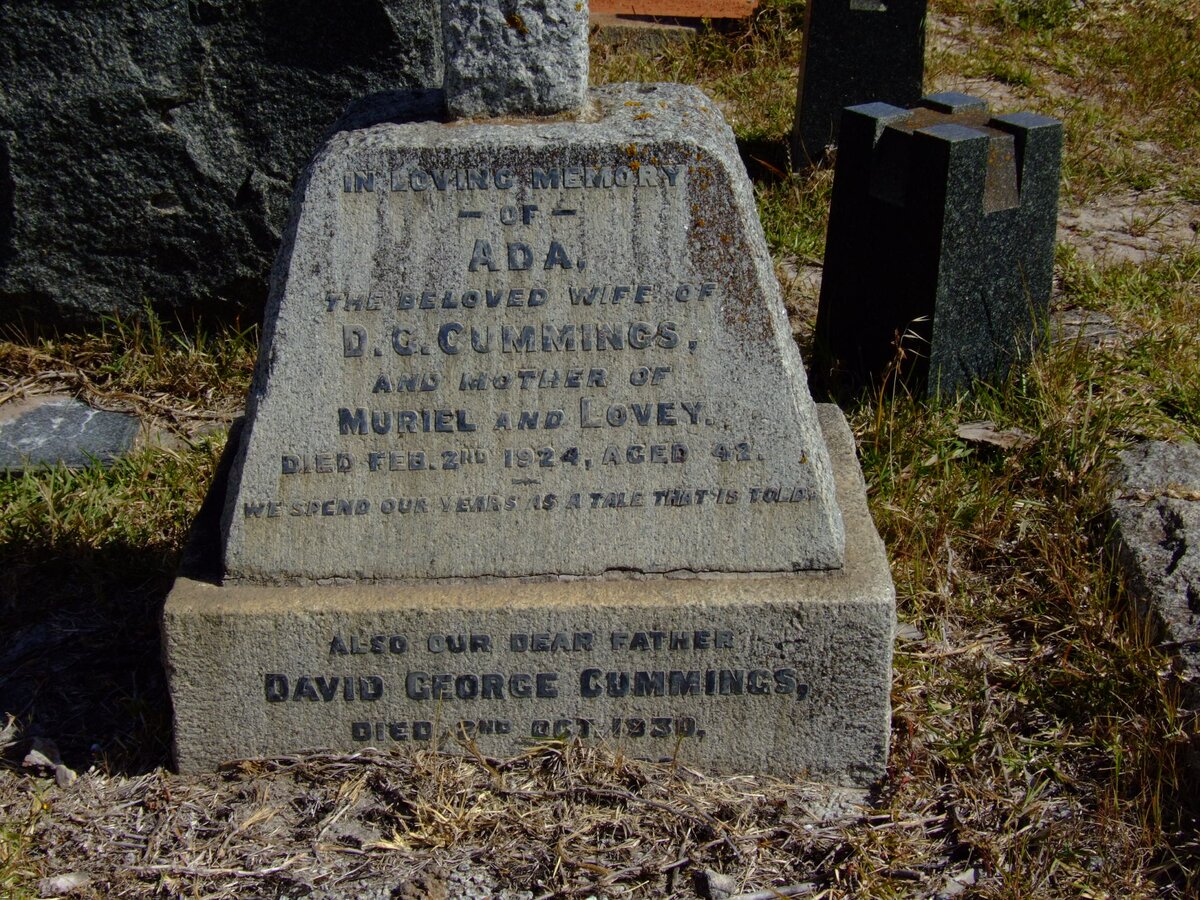 IN LOVING MEMORY
— OF —
ADA,
THE BELOVED WIFE OF
D. G. CUMMINGS,
AND MOTHER OF
MURIEL AND LOVEY.
DIED FEB. 2ND 1924, AGED 42.
WE SPEND OUR YEARS AS A TALE THAT IS TOLD
ALSO OUR DEAR FATHER
DAVID GEORGE CUMMINGS,
DIED 2ND OCT. 1930.